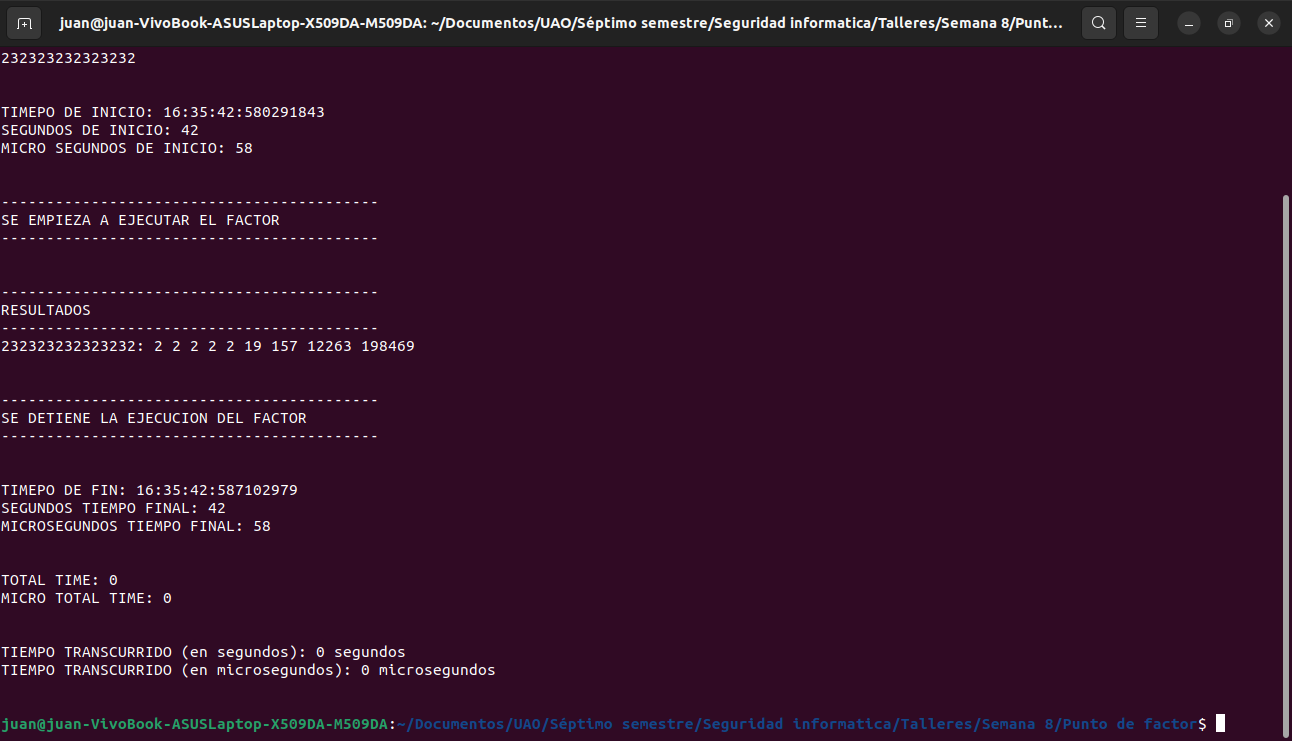 juan@juan-VivoBook-ASUSLaptop-X509DA-M509DA: ~/Documentos/UAO/Séptimo semestre/Seguridad informatica/Talleres/Semana 8/Punt...
232323232323232
TIMEPO DE INICIO: 16:35:42:580291843
SEGUNDOS DE INICIO: 42
MICRO SEGUNDOS DE INICIO: 58
------------------------------------------
SE EMPIEZA A EJECUTAR EL FACTOR
------------------------------------------
------------------------------------------
RESULTADOS
------------------------------------------
232323232323232: 2 2 2 2 2 19 157 12263 198469
------------------------------------------
SE DETIENE LA EJECUCION DEL FACTOR
------------------------------------------
TIMEPO DE FIN: 16:35:42:587102979
SEGUNDOS TIEMPO FINAL: 42
MICROSEGUNDOS TIEMPO FINAL: 58
TOTAL TIME: 0
MICRO TOTAL TIME: 0
TIEMPO TRANSCURRIDO (en segundos): 0 segundos
TIEMPO TRANSCURRIDO (en microsegundos): 0 microsegundos
juan@juan-VivoBook-ASUSLaptop-X509DA-M509DA:~/Documentos/UAO/Séptimo semestre/Seguridad informatica/Talleres/Semana 8/Punto de factor$